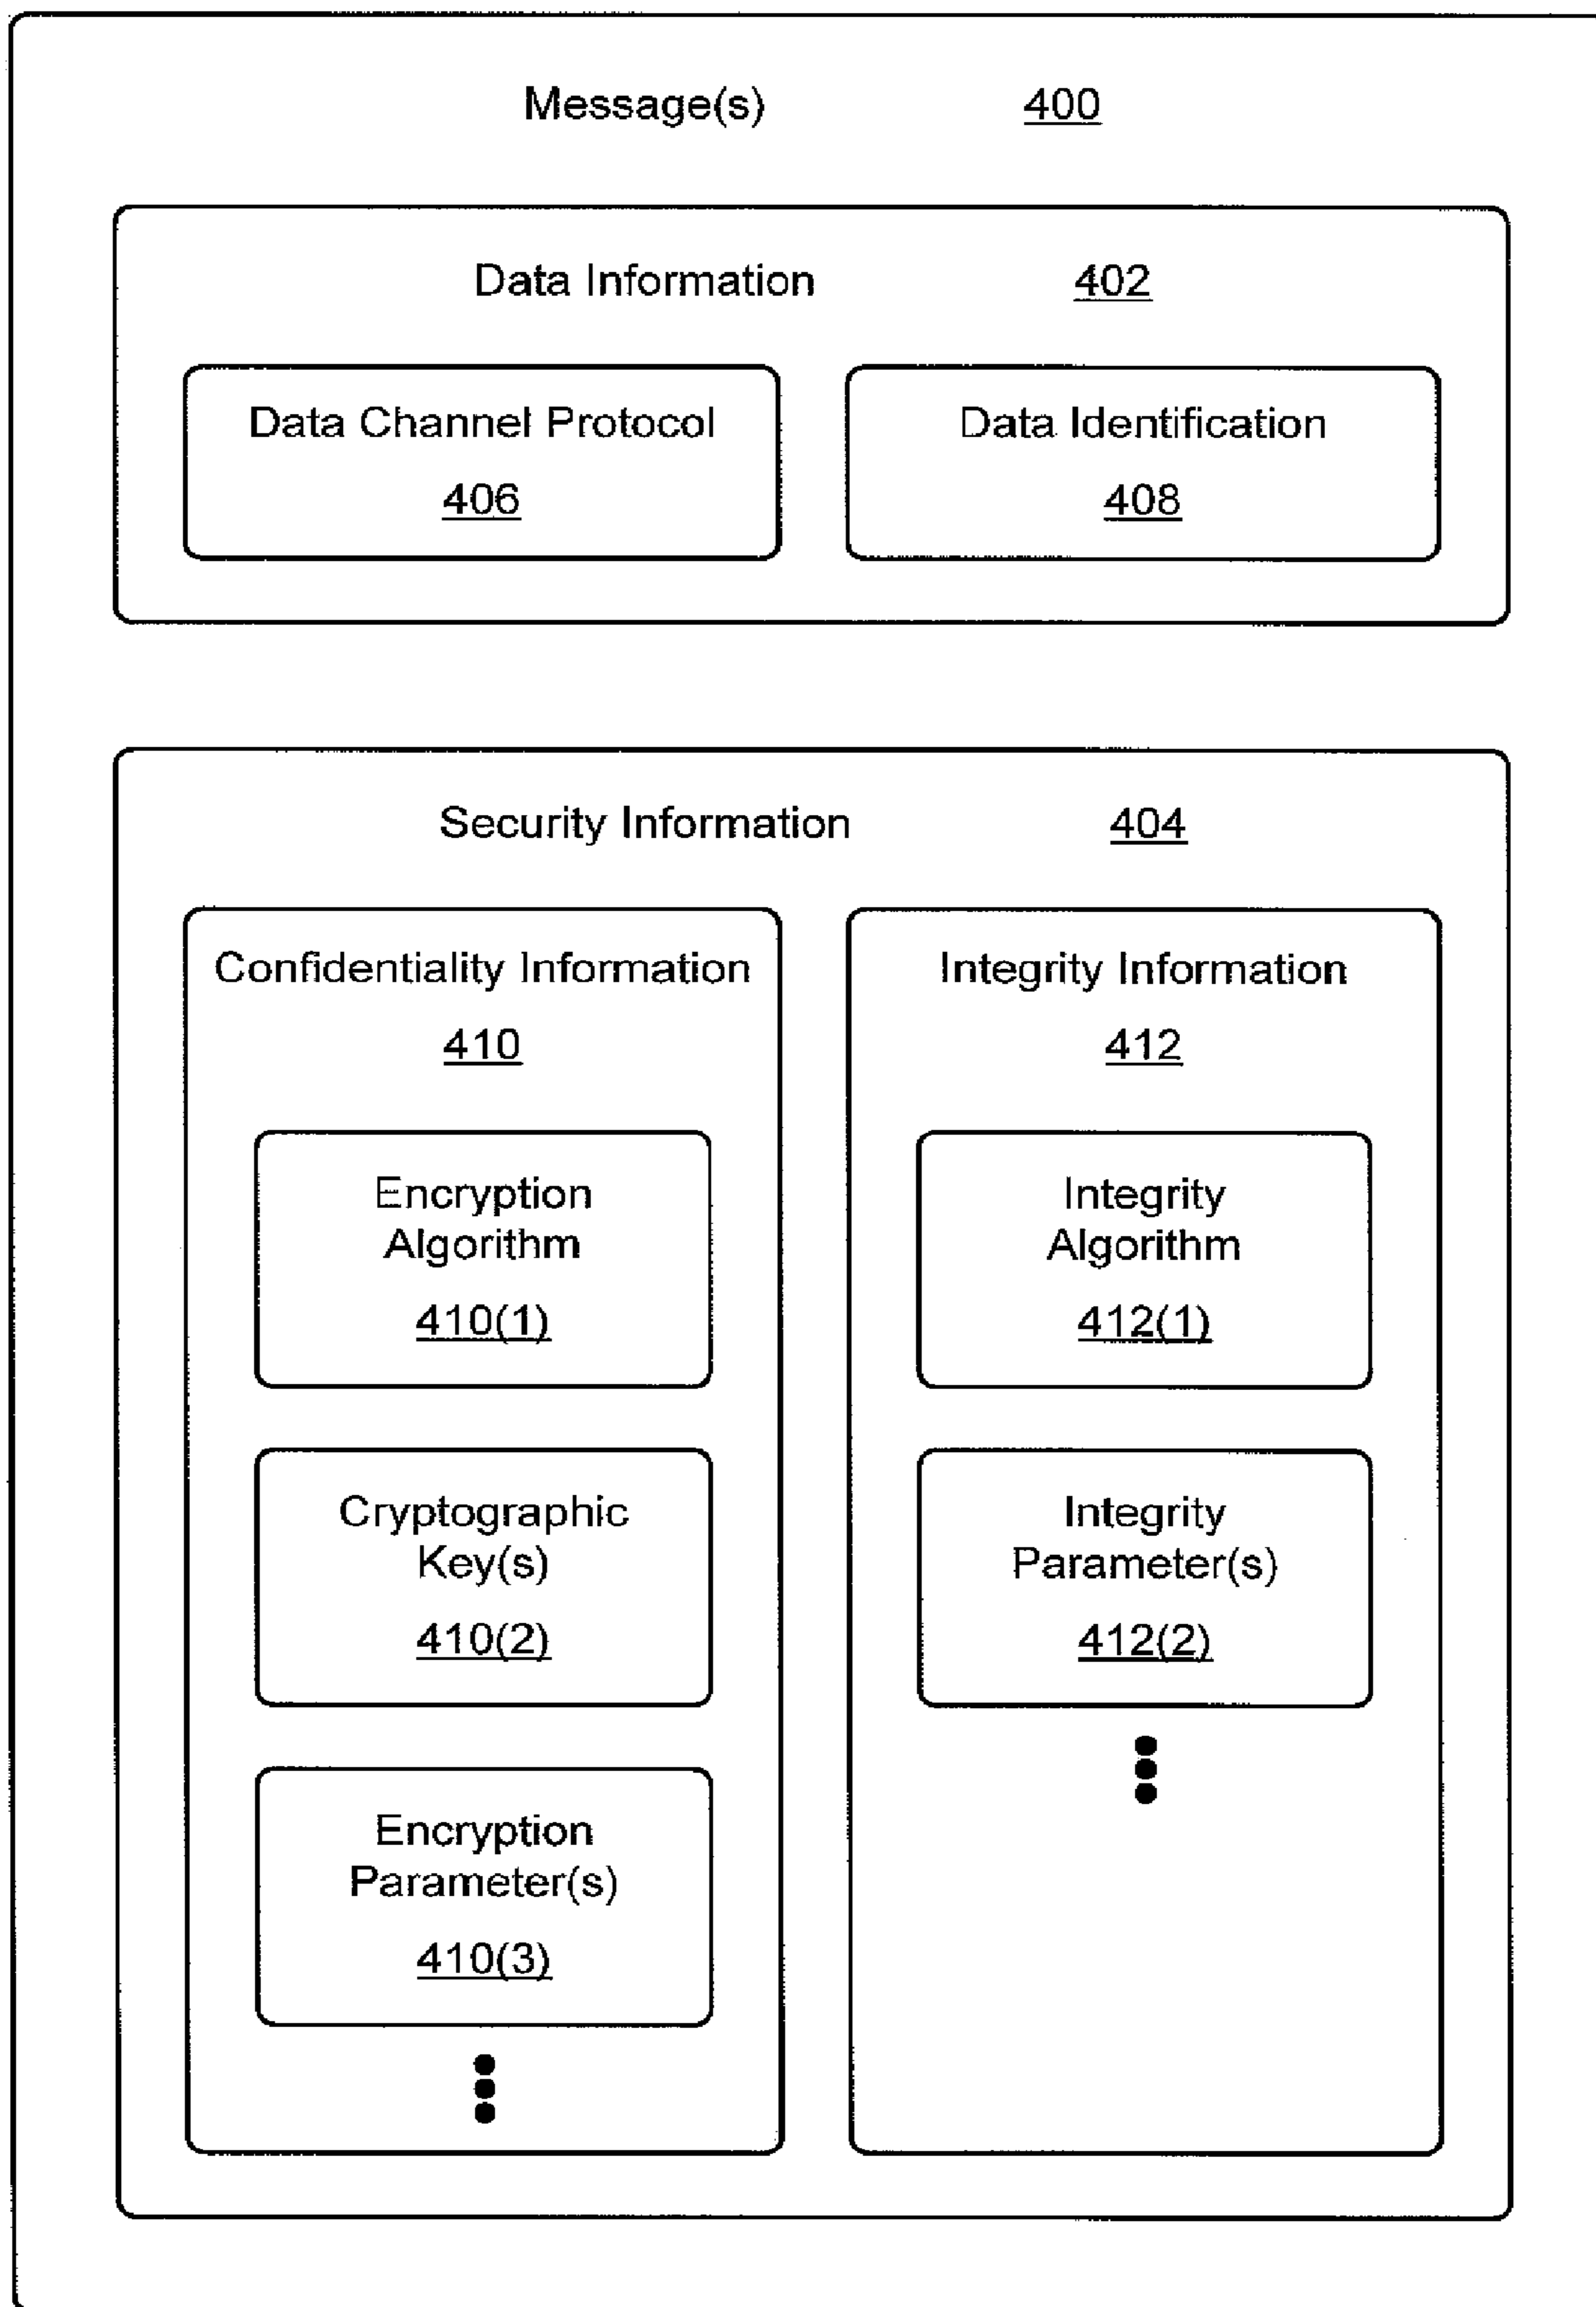 Message(s) 400
Data Information 402
Data Channel Protocol
406
Data Identification
408
Security Information 404
Confidentiality Information
410
Encryption
Algorithm
410(1)
Cryptographic
Key(s)
410(2)
Encryption
Parameter(s)
410(3)
Integrity Information
412
Integrity
Algorithm
412(1)
Integrity
Parameter(s)
412(2)